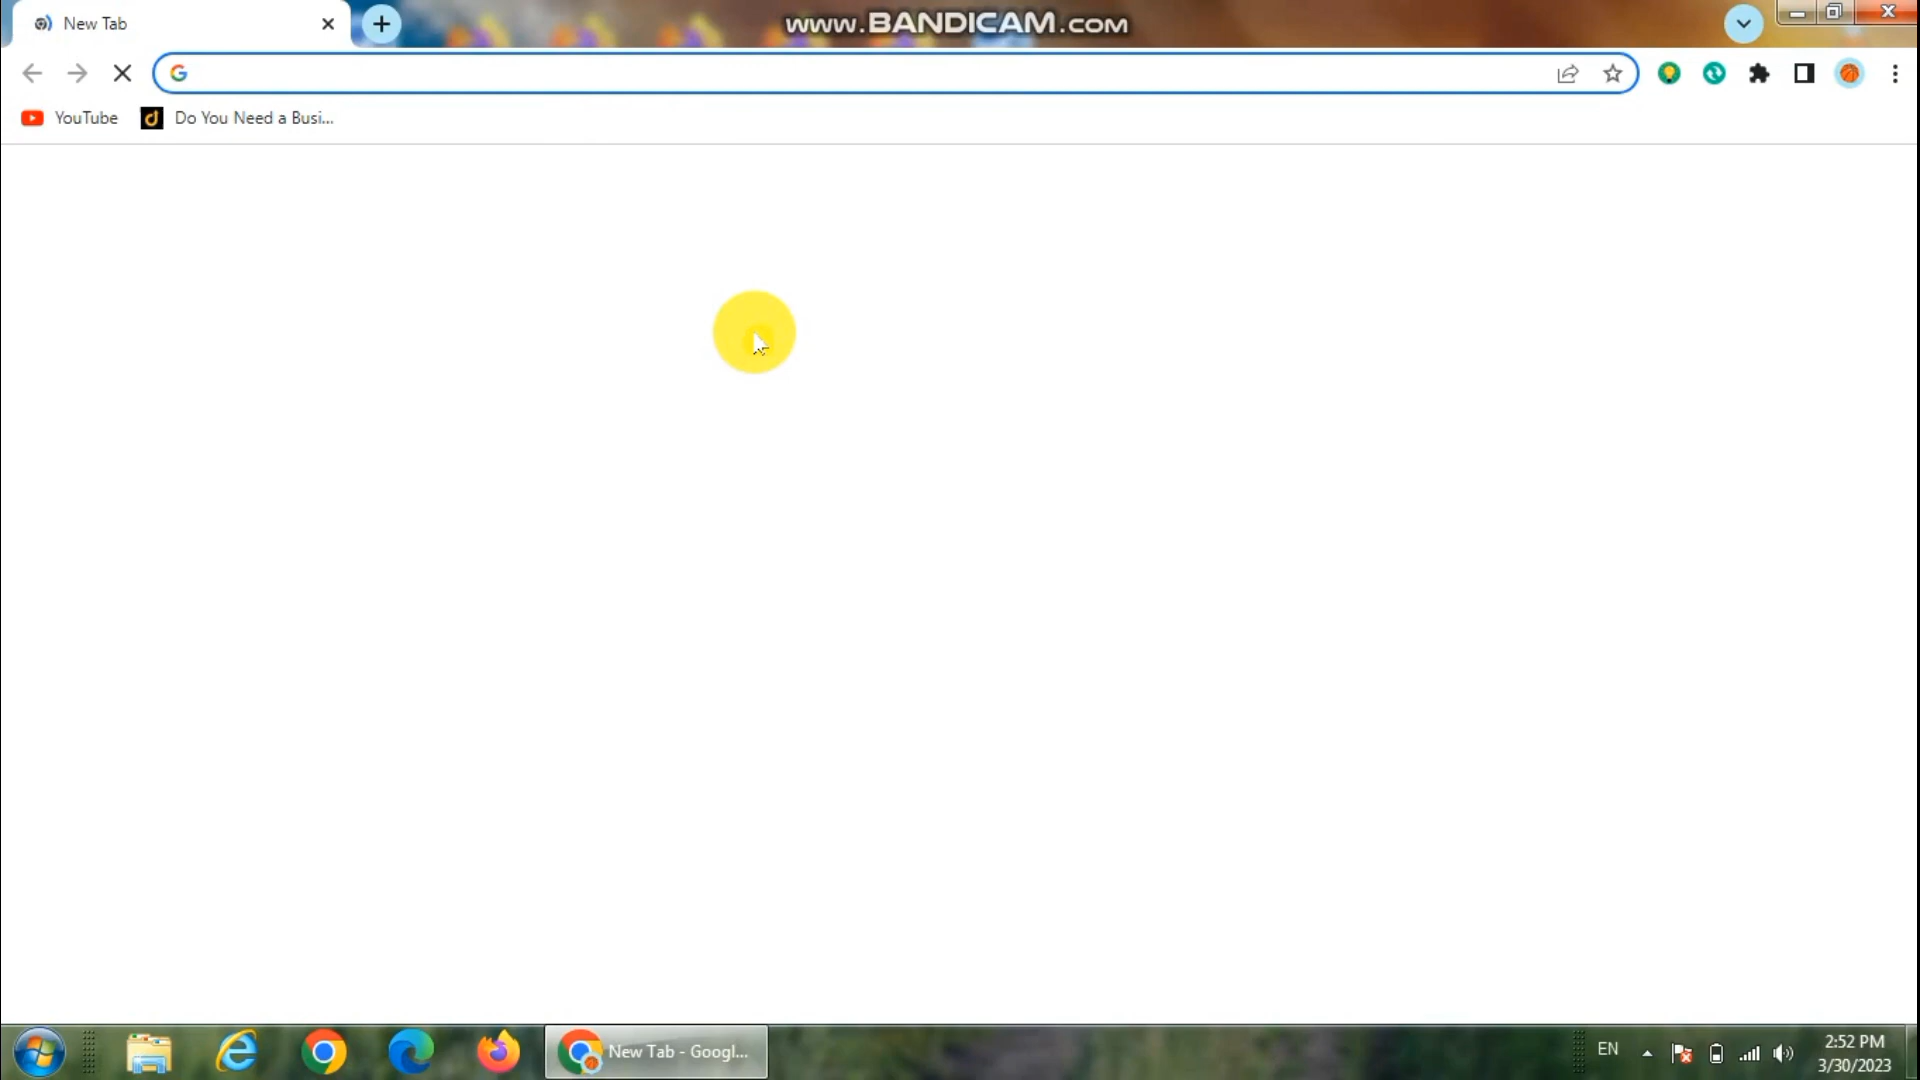 New Tab
www.BANDICAM.com
YouTube
Do You Need a Busi...
New Tab - Googl...
EN
2:52 PM
3/30/2023